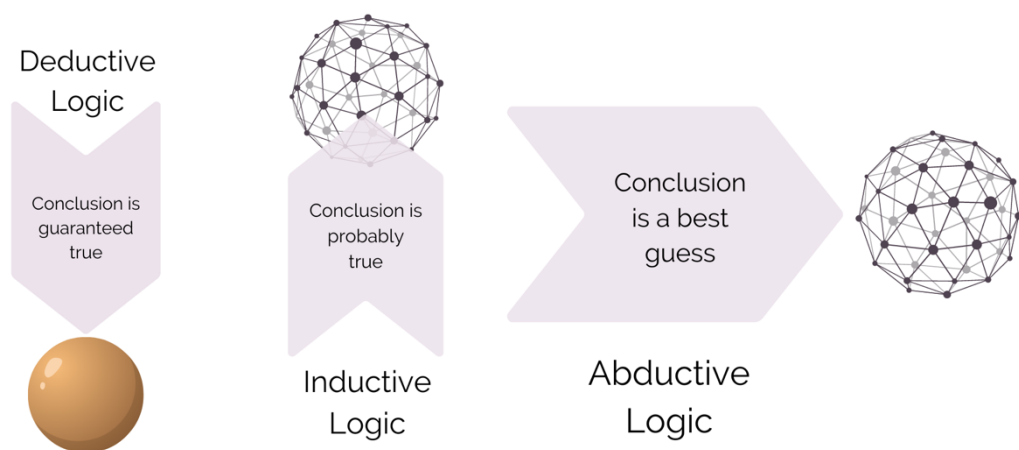 Deductive
Logic
Conclusion is
guaranteed
true
Conclusion is
probably
true
Inductive
Logic
Conclusion
is a best
guess
Abductive
Logic